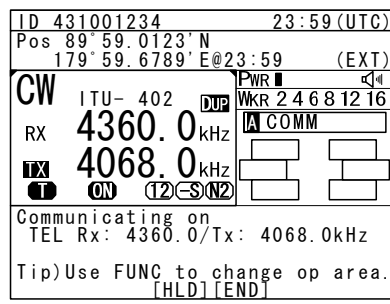 ID 431001234 23:59(UTC)
Pos 89°59.0123'N
179°59.6789'E@23:59 (EXT)
CW ITU- 402 DUP
RX 4360.0kHz
TX 4068.0kHz
T ON (12)(-S)(N2)
PWR
WKR 2 4 6 8 12 16
A COMM
Communicating on
TEL Rx: 4360.0/Tx: 4068.0kHz
Tip)Use FUNC to change op area.
[HLD][END]